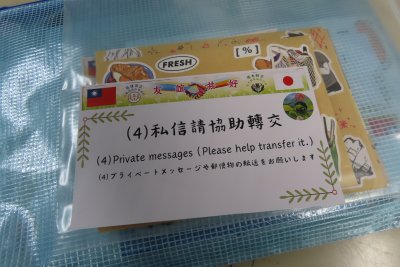 FRESH
[%]
(4)私信請協助轉交
(4)Private messages (Please help transfer it.)
(4)プライベートメッセージや郵便物の転送をお願いします